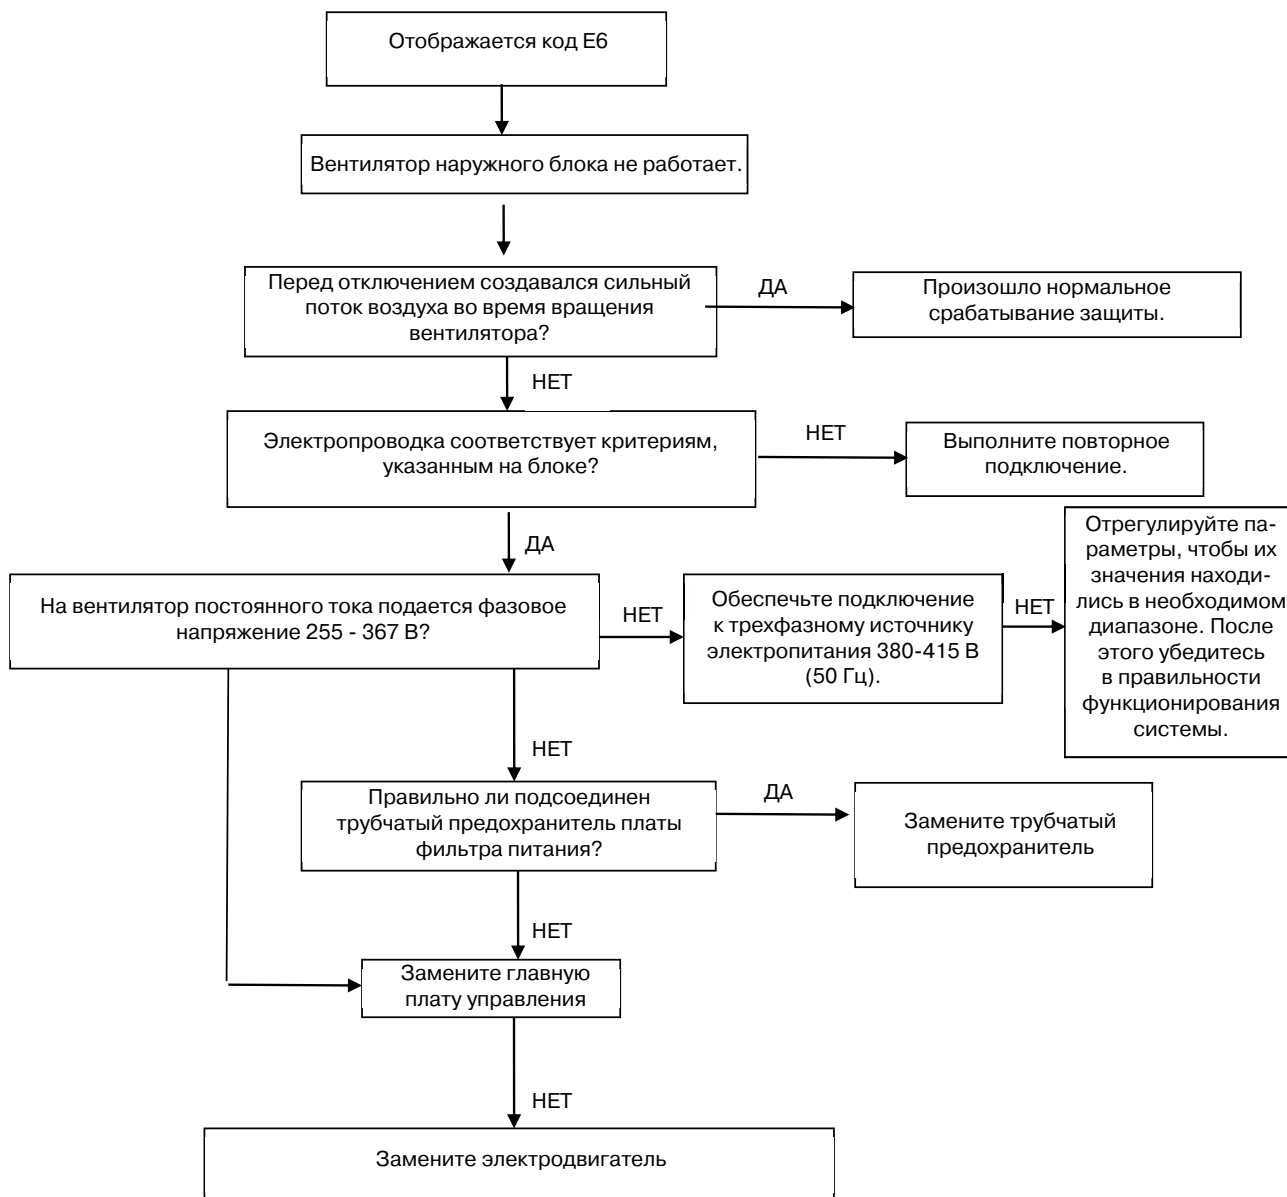 Отображается код E6
Вентилятор наружного блока не работает.
Перед отключением создавался сильный
поток воздуха во время вращения
вентилятора?
ДА
Произошло нормальное
срабатывание защиты.
НЕТ
Электропроводка соответствует критериям,
указанным на блоке?
НЕТ
Выполните повторное
подключение.
ДА
На вентилятор постоянного тока подается фазовое
напряжение 255 - 367 В?
НЕТ
Обеспечьте подключение
к трехфазному источнику
электропитания 380-415 В
(50 Гц).
НЕТ
Отрегулируйте па-
раметры, чтобы их
значения находи-
лись в необходимом
диапазоне. После
этого убедитесь
в правильности
функционирования
системы.
НЕТ
Правильно ли подсоединен
трубчатый предохранитель платы
фильтра питания?
ДА
Замените трубчатый
предохранитель
НЕТ
Замените главную
плату управления
НЕТ
Замените электродвигатель